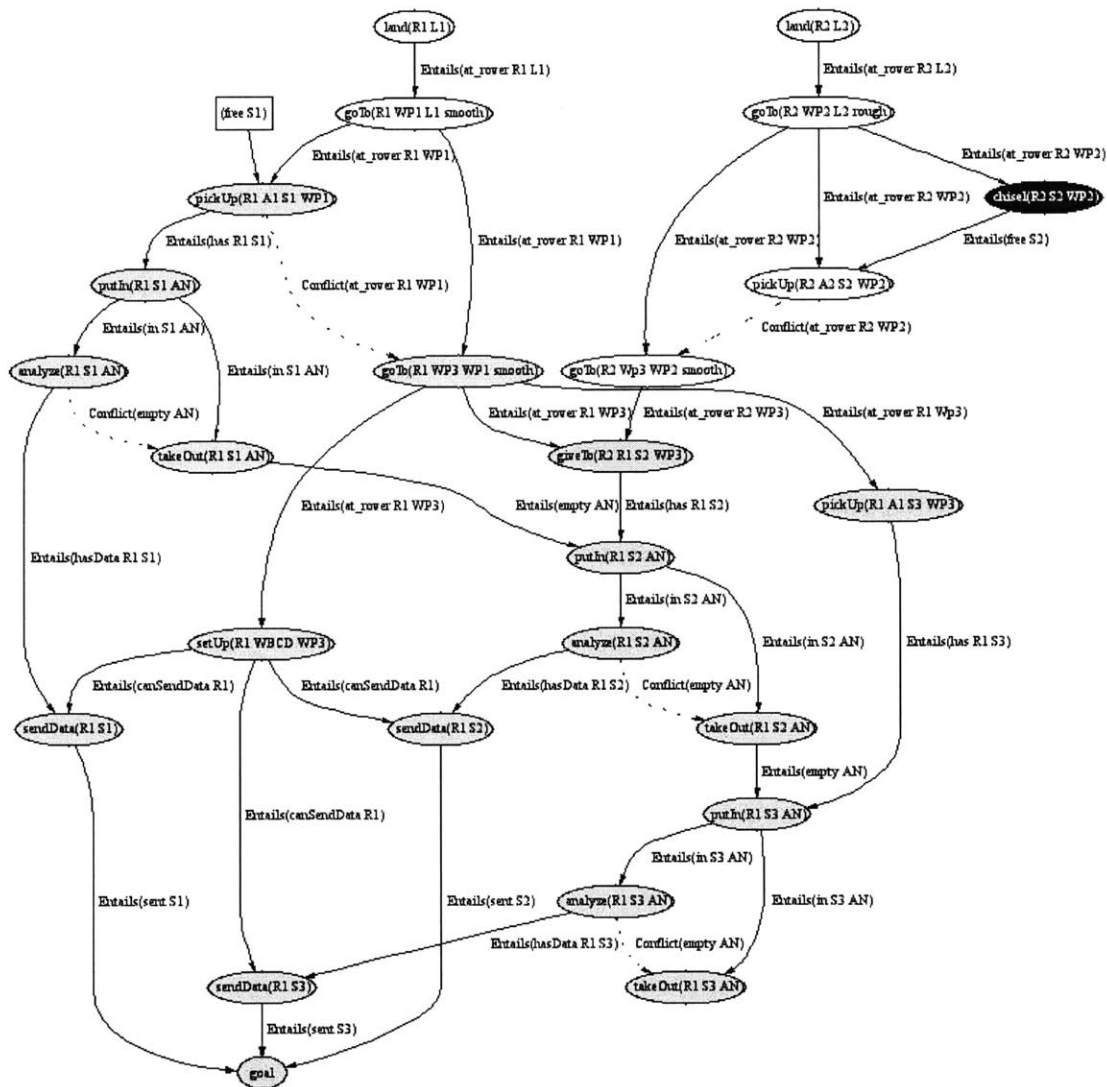 land(R1 L1)
land(R2 L2)
Entails(at_rover R1 L1)
Entails(at_rover R2 L2)
(free S1)
goTo(R1 WP1 L1 smooth)
goTo(R2 WP2 L2 rough)
Entails(at_rover R1 WP1)
Entails(at_rover R2 WP2)
pickUp(R1 A1 S1 WP1)
Entails(at_rover R2 WP2)
chisel(R2 S2 WP2)
Entails(has R1 S1)
Entails(at_rover R1 WP1)
Entails(at_rover R2 WP2)
Entails(free S2)
putIn(R1 S1 AN)
Conflict(at_rover R1 WP1)
pickUp(R2 A2 S2 WP2)
Entails(in S1 AN)
Conflict(at_rover R2 WP2)
analyze(R1 S1 AN)
Entails(in S1 AN)
goTo(R1 WP3 WP1 smooth)
goTo(R2 Wp3 WP2 smooth)
Conflict(empty AN)
Entails(at_rover R1 WP3)
Entails(at_rover R2 WP3)
Entails(at_rover R1 Wp3)
takeOut(R1 S1 AN)
giveTo(R2 R1 S2 WP3)
Entails(at_rover R1 WP3)
Entails(empty AN)
Entails(has R1 S2)
pickUp(R1 A1 S3 WP3)
Entails(hasData R1 S1)
putIn(R1 S2 AN)
Entails(in S2 AN)
setUp(R1 WBCD WP3)
analyze(R1 S2 AN)
Entails(in S2 AN)
Entails(has R1 S3)
Entails(canSendData R1)
Entails(canSendData R1)
Entails(hasData R1 S2)
Conflict(empty AN)
sendData(R1 S1)
sendData(R1 S2)
takeOut(R1 S2 AN)
Entails(empty AN)
Entails(canSendData R1)
putIn(R1 S3 AN)
Entails(in S3 AN)
Entails(sent S1)
Entails(sent S2)
analyze(R1 S3 AN)
Entails(in S3 AN)
Entails(hasData R1 S3)
Conflict(empty AN)
sendData(R1 S3)
takeOut(R1 S3 AN)
Entails(sent S3)
goal